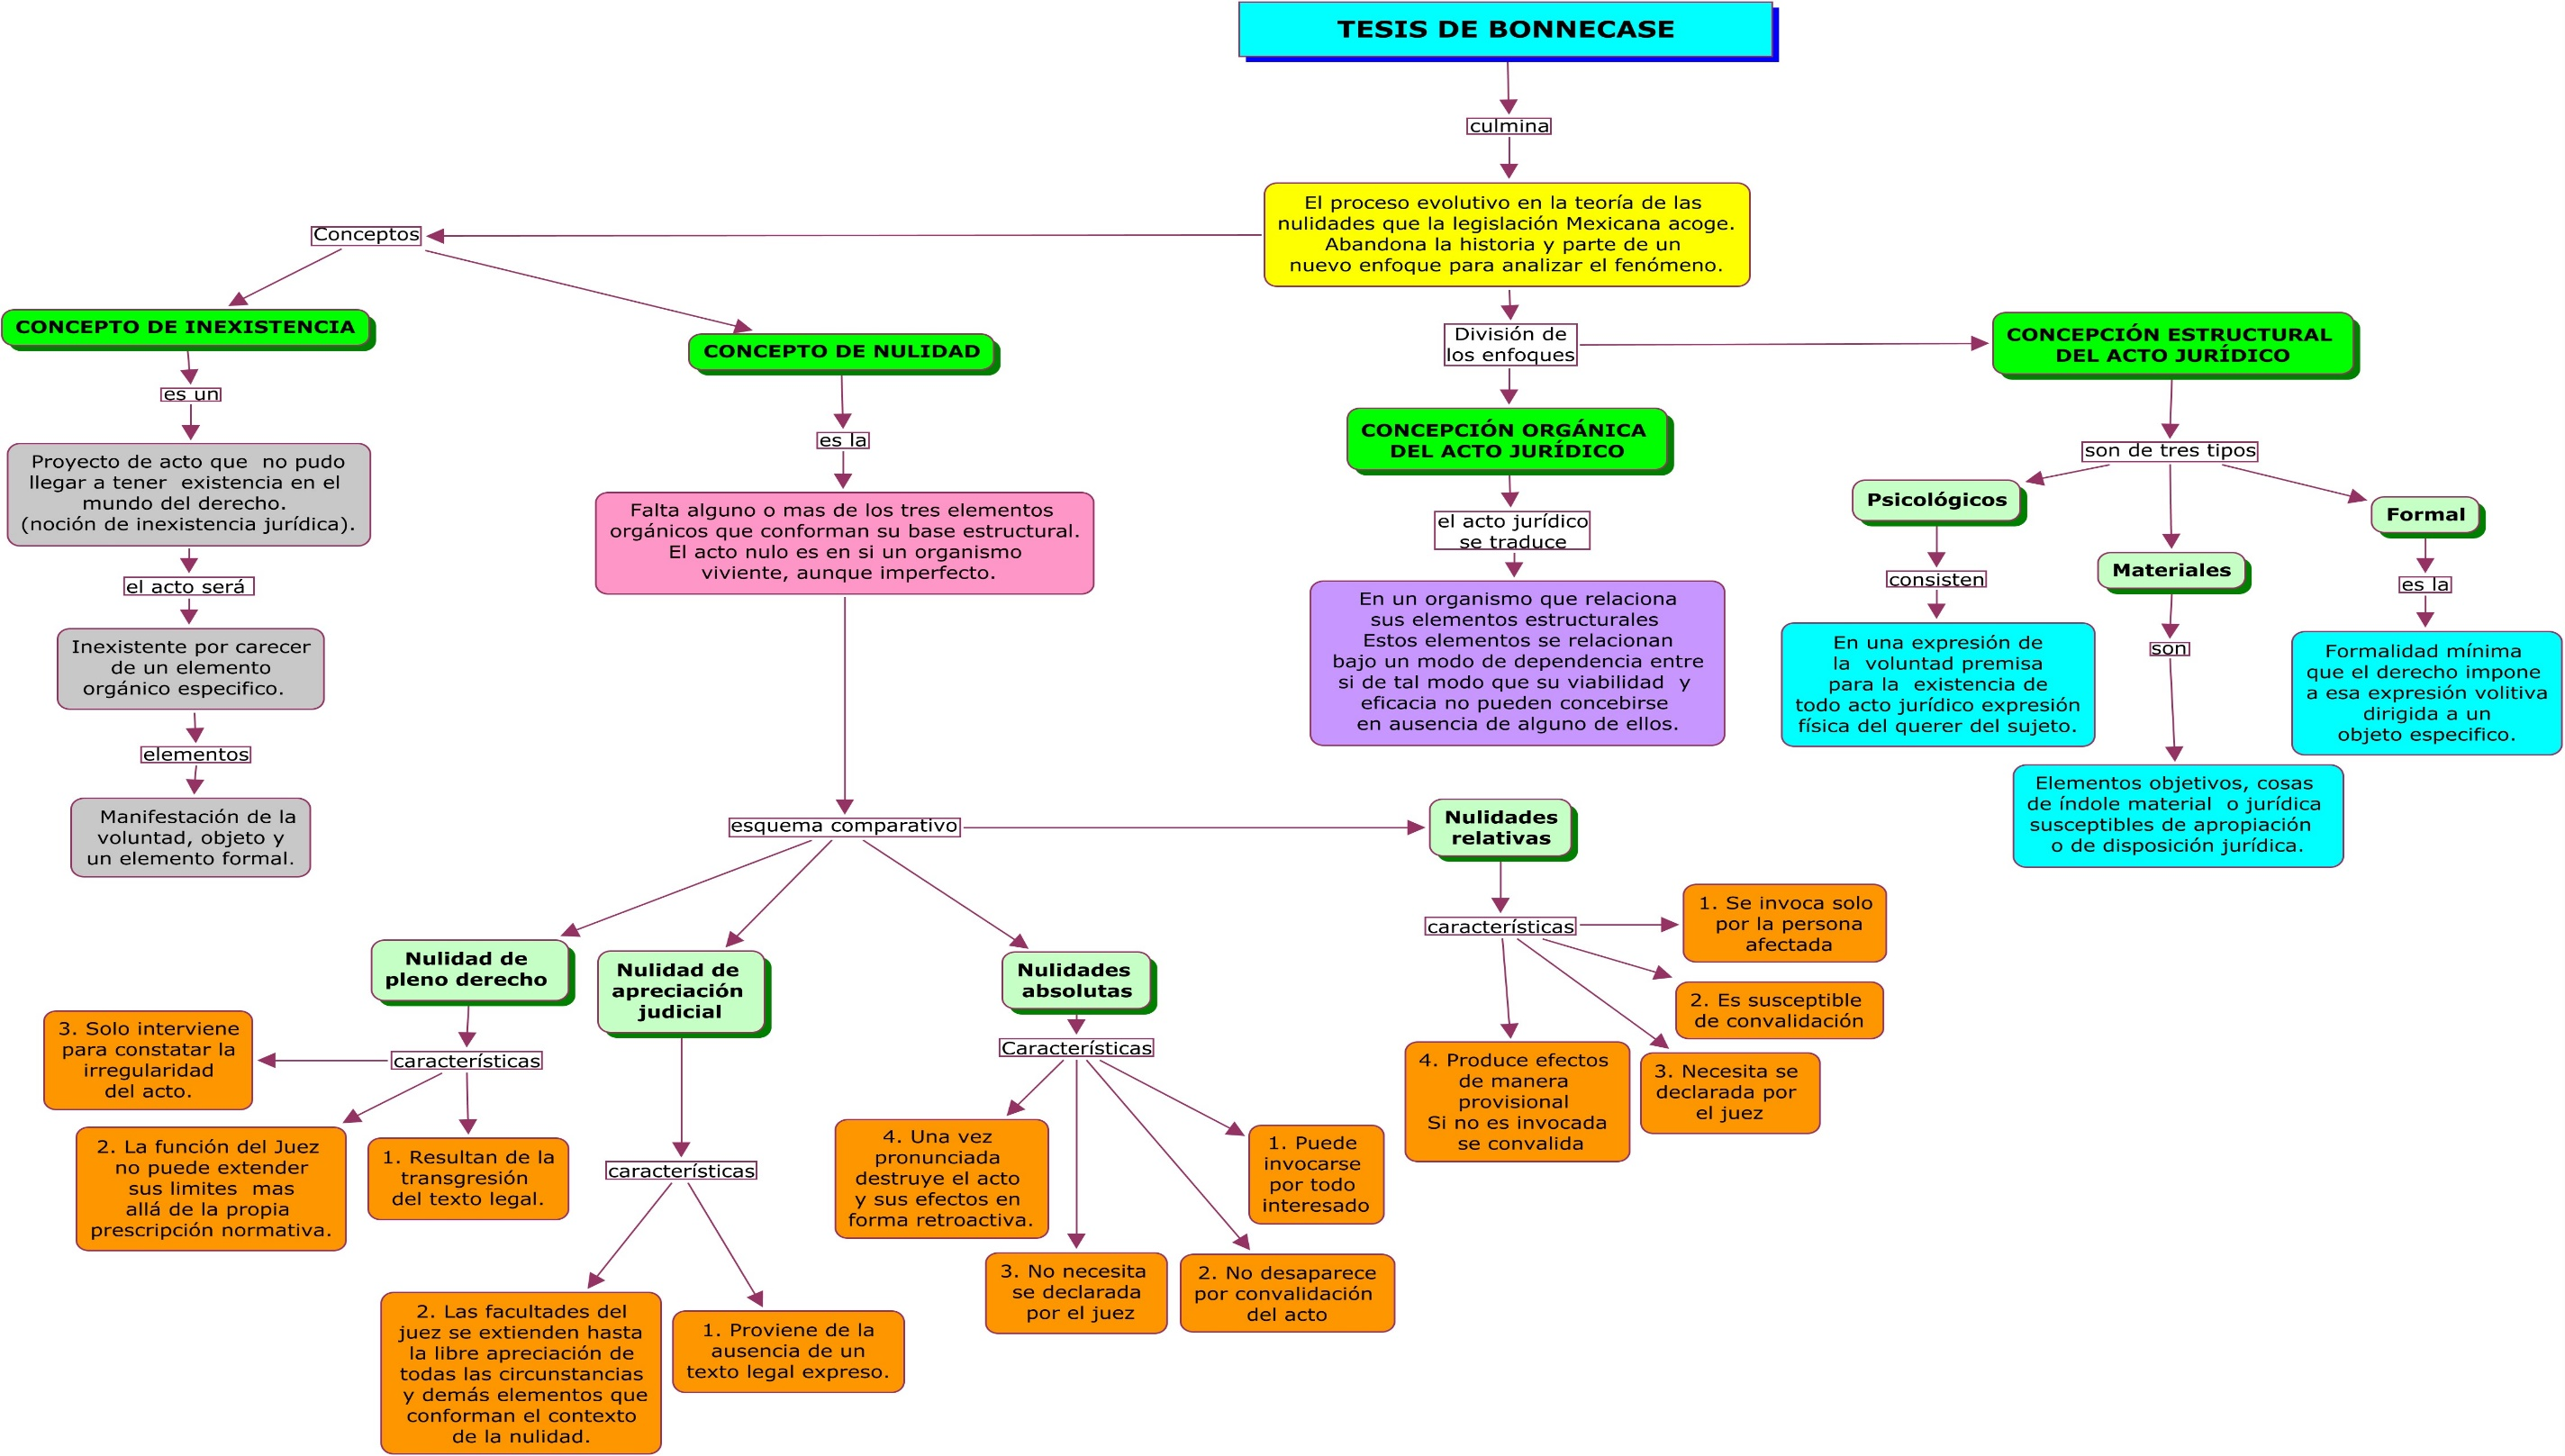 TESIS DE BONNECASE
culmina
El proceso evolutivo en la teoría de las
nulidades que la legislación Mexicana acoge.
Abandona la historia y parte de un
nuevo enfoque para analizar el fenómeno.
Conceptos
CONCEPTO DE INEXISTENCIA
es un
Proyecto de acto que no pudo
llegar a tener existencia en el
mundo del derecho.
(noción de inexistencia jurídica).
el acto será
Inexistente por carecer
de un elemento
orgánico especifico.
elementos
Manifestación de la
voluntad, objeto y
un elemento formal.
CONCEPTO DE NULIDAD
es la
Falta alguno o mas de los tres elementos
orgánicos que conforman su base estructural.
El acto nulo es en si un organismo
viviente, aunque imperfecto.
División de
los enfoques
CONCEPCIÓN ORGÁNICA
DEL ACTO JURÍDICO
el acto jurídico
se traduce
En un organismo que relaciona
sus elementos estructurales
Estos elementos se relacionan
bajo un modo de dependencia entre
si de tal modo que su viabilidad y
eficacia no pueden concebirse
en ausencia de alguno de ellos.
CONCEPCIÓN ESTRUCTURAL
DEL ACTO JURÍDICO
son de tres tipos
Psicológicos
consisten
En una expresión de
la voluntad premisa
para la existencia de
todo acto jurídico expresión
física del querer del sujeto.
Materiales
son
Elementos objetivos, cosas
de índole material o jurídica
susceptibles de apropiación
o de disposición jurídica.
Formal
es la
Formalidad mínima
que el derecho impone
a esa expresión volitiva
dirigida a un
objeto especifico.
esquema comparativo
Nulidad de
pleno derecho
características
3. Solo interviene
para constatar la
irregularidad
del acto.
2. La función del Juez
no puede extender
sus limites mas
allá de la propia
prescripción normativa.
1. Resultan de la
transgresión
del texto legal.
Nulidad de
apreciación
judicial
características
2. Las facultades del
juez se extienden hasta
la libre apreciación de
todas las circunstancias
y demás elementos que
conforman el contexto
de la nulidad.
1. Proviene de la
ausencia de un
texto legal expreso.
Nulidades
absolutas
Características
4. Una vez
pronunciada
destruye el acto
y sus efectos en
forma retroactiva.
3. No necesita
se declarada
por el juez
2. No desaparece
por convalidación
del acto
1. Puede
invocarse
por todo
interesado
Nulidades
relativas
características
1. Se invoca solo
por la persona
afectada
2. Es susceptible
de convalidación
3. Necesita se
declarada por
el juez
4. Produce efectos
de manera
provisional
Si no es invocada
se convalida